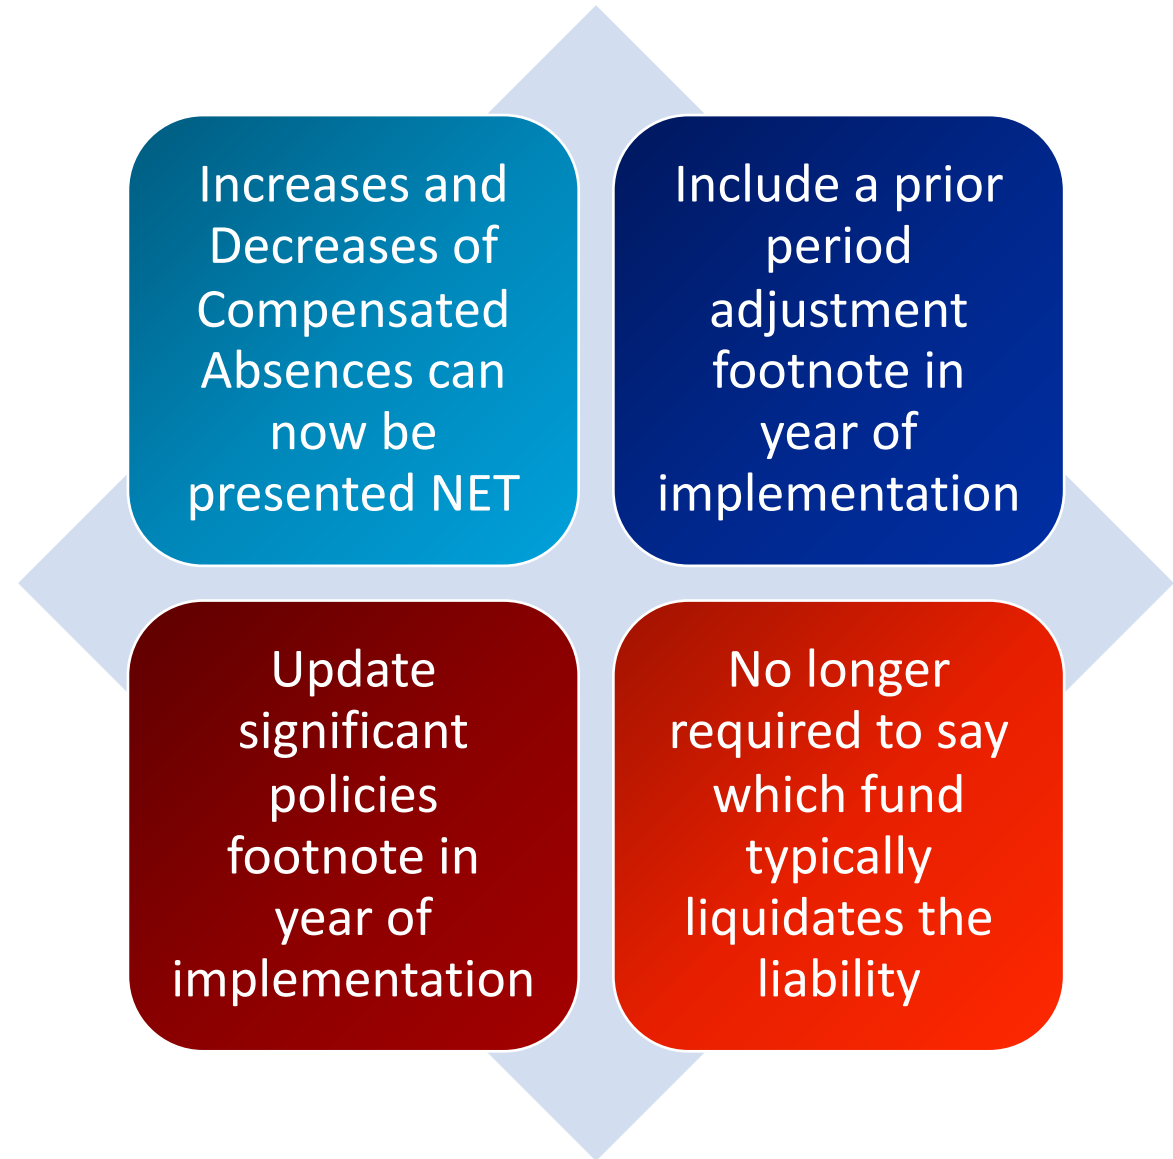 Increases and
Decreases of
Compensated
Absences can
now be
presented NET
Include a prior
period
adjustment
footnote in
year of
implementation
Update
significant
policies
footnote in
year of
implementation
No longer
required to say
which fund
typically
liquidates the
liability